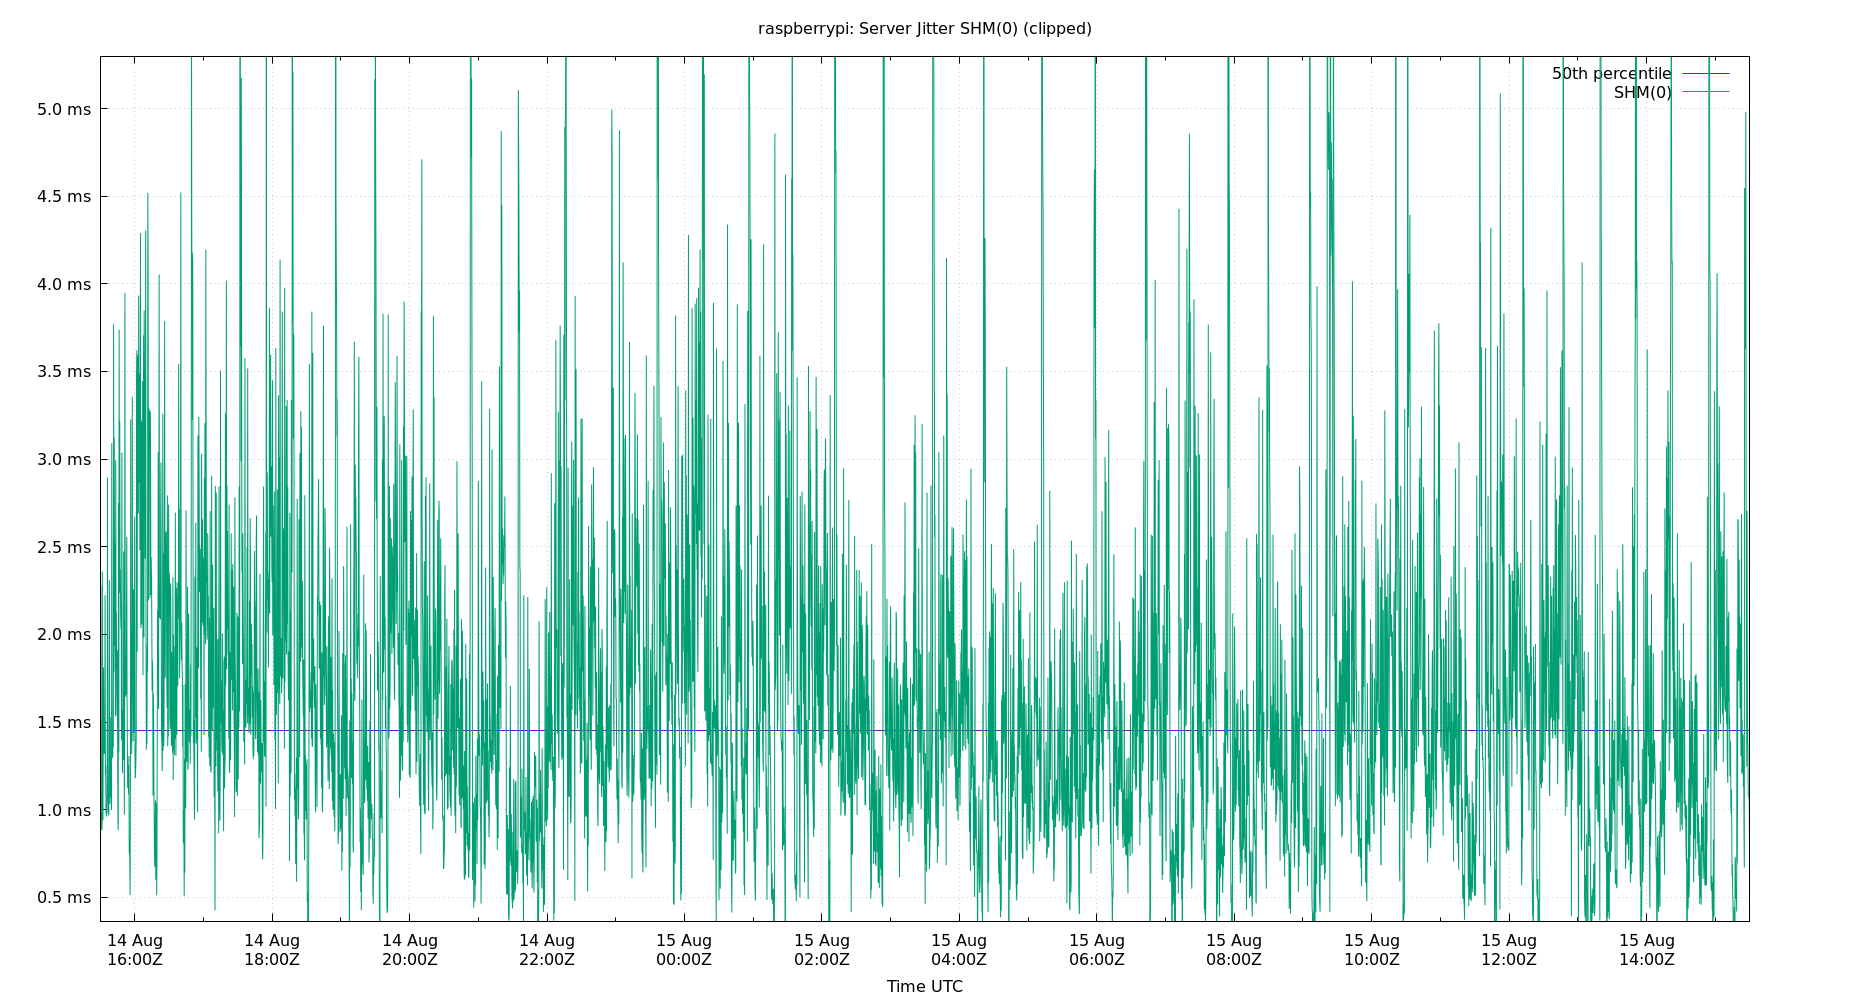 raspberrypi: Server Jitter SHM(0) (clipped)
50th percentile
SHM(0)
5.0 ms
4.5 ms
4.0 ms
3.5 ms
3.0 ms
2.5 ms
2.0 ms
1.5 ms
1.0 ms
0.5 ms
14 Aug 14 Aug 14 Aug 14 Aug 15 Aug 15 Aug 15 Aug 15 Aug 15 Aug 15 Aug 15 Aug 15 Aug
16:00Z 18:00Z 20:00Z 22:00Z 00:00Z 02:00Z 04:00Z 06:00Z 08:00Z 10:00Z 12:00Z 14:00Z
Time UTC